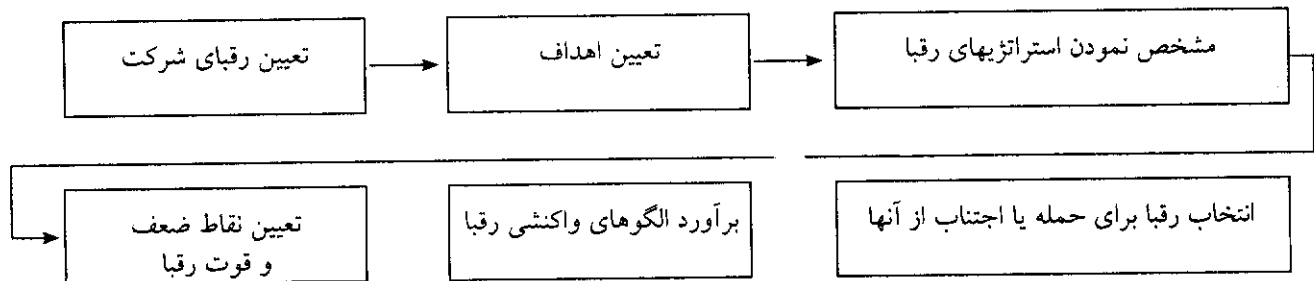 تعیین رقبای شرکت
تعیین اهداف
مشخص نمودن استراتژیهای رقبا
تعیین نقاط ضعف
و قوت رقبا
برآورد الگوهای واکنشی رقبا
انتخاب رقبا برای حمله یا اجتناب از آنها